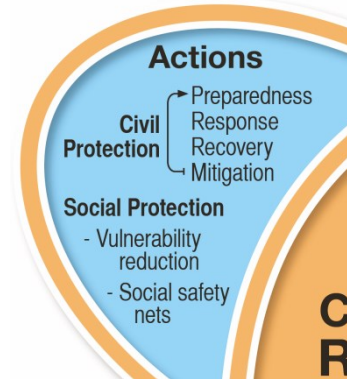 Actions
Preparedness
Civil Response
Protection Recovery
Mitigation
Social Protection
- Vulnerability
reduction
- Social safety
nets
C
R